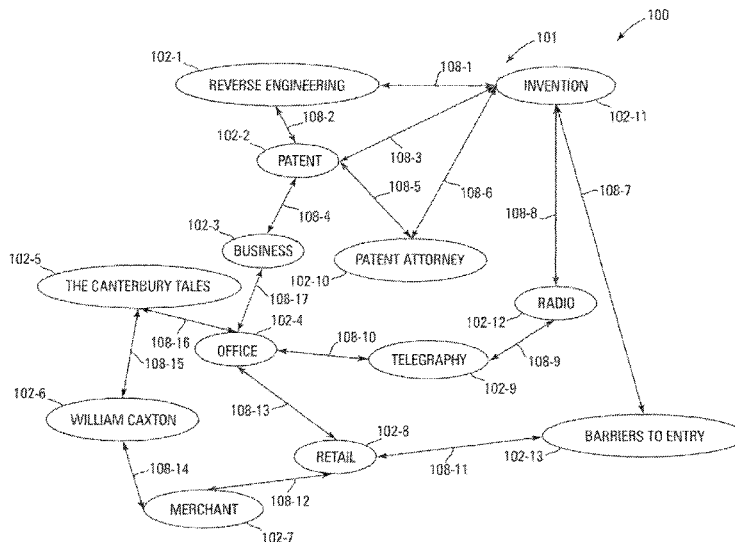 100
101
102-1
108-1
REVERSE ENGINEERING
INVENTION
102-11
108-2
102-2
PATENT
108-3
108-7
108-5
108-6
108-8
108-4
102-3
BUSINESS
102-5
102-10
PATENT ATTORNEY
THE CANTERBURY TALES
108-17
102-4
RADIO
102-12
108-16
108-10
OFFICE
TELEGRAPHY
108-9
108-15
102-9
102-6
108-13
WILLIAM CAXTON
102-8
BARRIERS TO ENTRY
RETAIL
108-11
102-13
108-14
108-12
MERCHANT
102-7